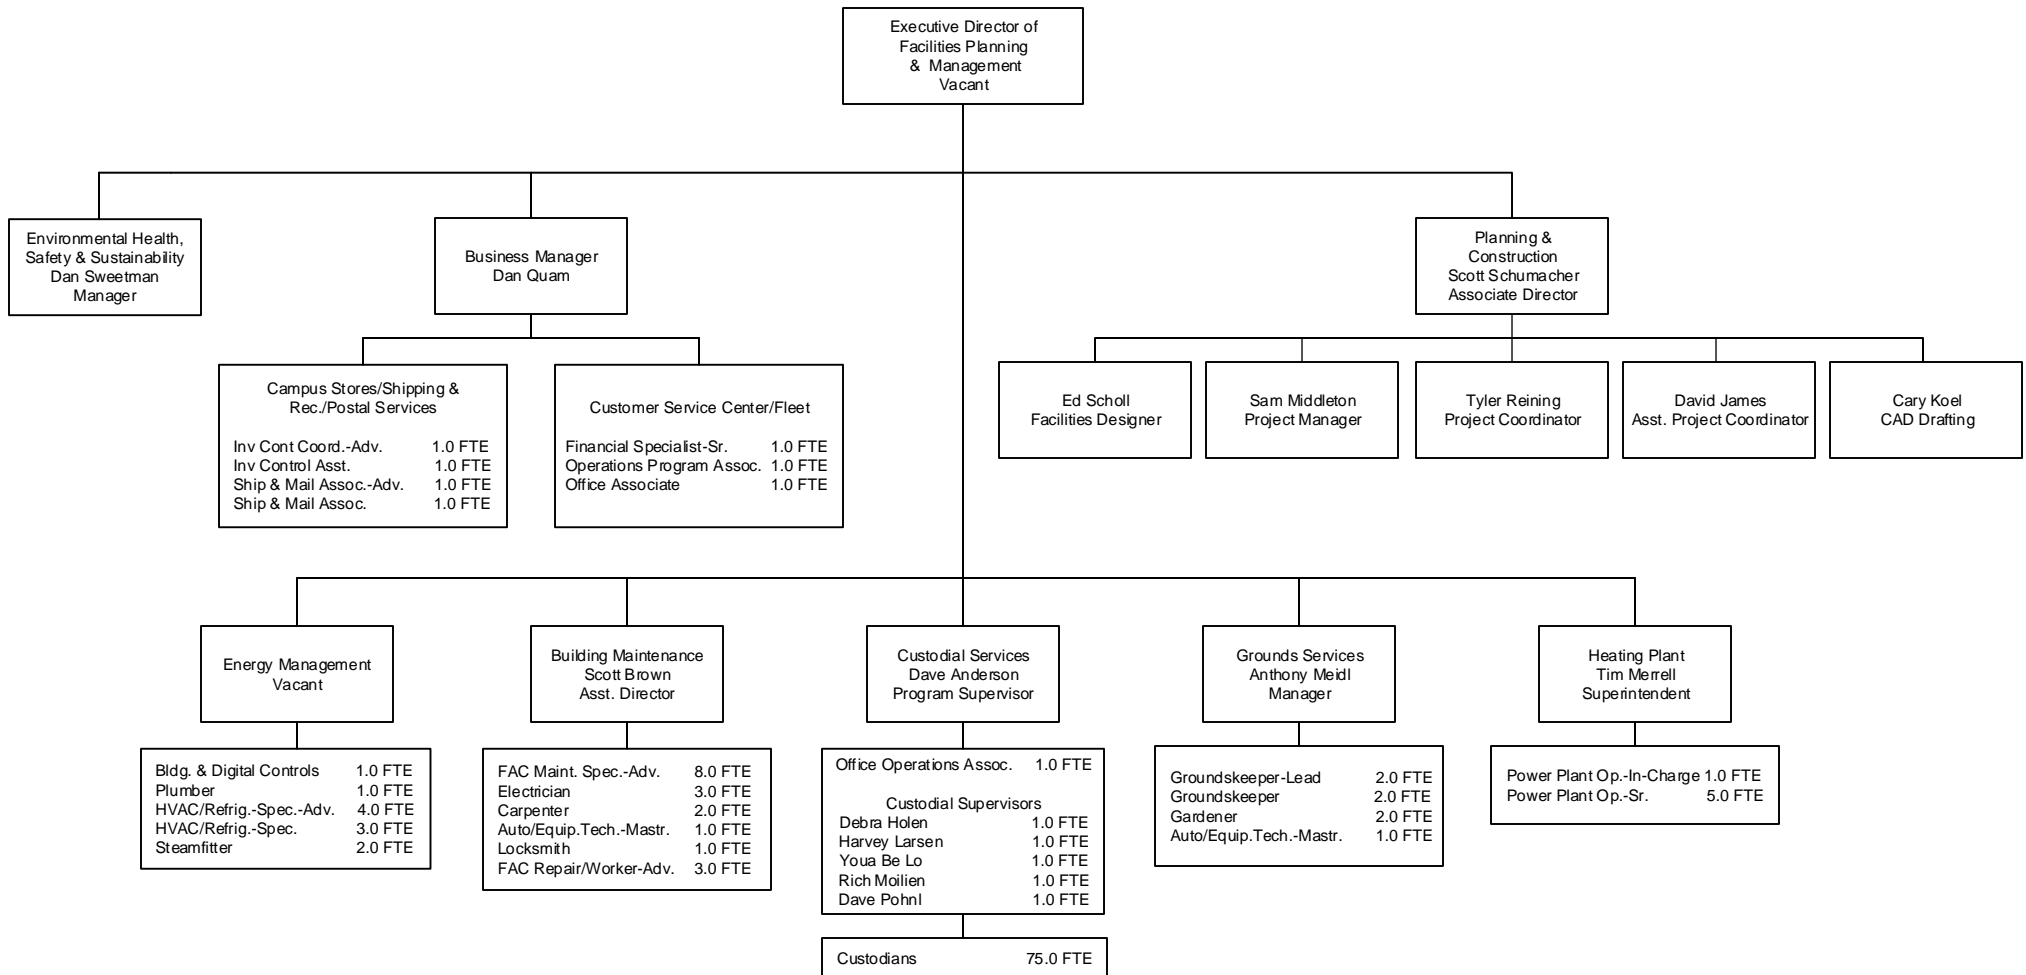 Executive Director of
Facilities Planning
& Management
Vacant
Environmental Health,
Safety & Sustainability
Dan Sweetman
Manager
Business Manager
Dan Quam
Planning &
Construction
Scott Schumacher
Associate Director
Campus Stores/Shipping &
Rec./Postal Services
Inv Cont Coord.-Adv. 1.0 FTE
Inv Control Asst. 1.0 FTE
Ship & Mail Assoc.-Adv. 1.0 FTE
Ship & Mail Assoc. 1.0 FTE
Customer Service Center/Fleet
Financial Specialist-Sr. 1.0 FTE
Operations Program Assoc. 1.0 FTE
Office Associate 1.0 FTE
Ed Scholl
Facilities Designer
Sam Middleton
Project Manager
Tyler Reining
Project Coordinator
David James
Asst. Project Coordinator
Cary Koel
CAD Drafting
Energy Management
Vacant
Building Maintenance
Scott Brown
Asst. Director
Custodial Services
Dave Anderson
Program Supervisor
Grounds Services
Anthony Meidl
Manager
Heating Plant
Tim Merrell
Superintendent
Bldg. & Digital Controls 1.0 FTE
Plumber 1.0 FTE
HVAC/Refrig.-Spec.-Adv. 4.0 FTE
HVAC/Refrig.-Spec. 3.0 FTE
Steamfitter 2.0 FTE
FAC Maint. Spec.-Adv. 8.0 FTE
Electrician 3.0 FTE
Carpenter 2.0 FTE
Auto/Equip.Tech.-Mastr. 1.0 FTE
Locksmith 1.0 FTE
FAC Repair/Worker-Adv. 3.0 FTE
Office Operations Assoc. 1.0 FTE
Custodial Supervisors
Debra Holen 1.0 FTE
Harvey Larsen 1.0 FTE
Youa Be Lo 1.0 FTE
Rich Moilien 1.0 FTE
Dave Pohnl 1.0 FTE
Groundskeeper-Lead 2.0 FTE
Groundskeeper 2.0 FTE
Gardener 2.0 FTE
Auto/Equip.Tech.-Mastr. 1.0 FTE
Power Plant Op.-In-Charge 1.0 FTE
Power Plant Op.-Sr. 5.0 FTE
Custodians 75.0 FTE